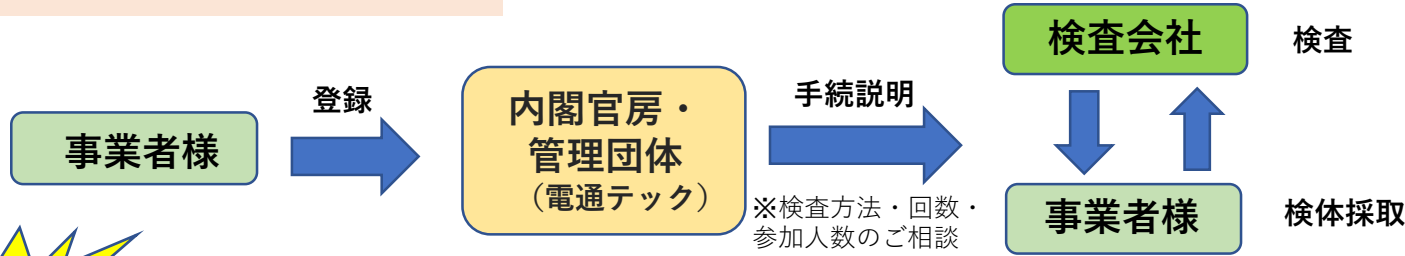 事業者様
登録
内閣官房・
管理団体
（電通テック）
手続説明
※検査方法・回数・
参加人数のご相談
検査会社
検査
事業者様
検体採取